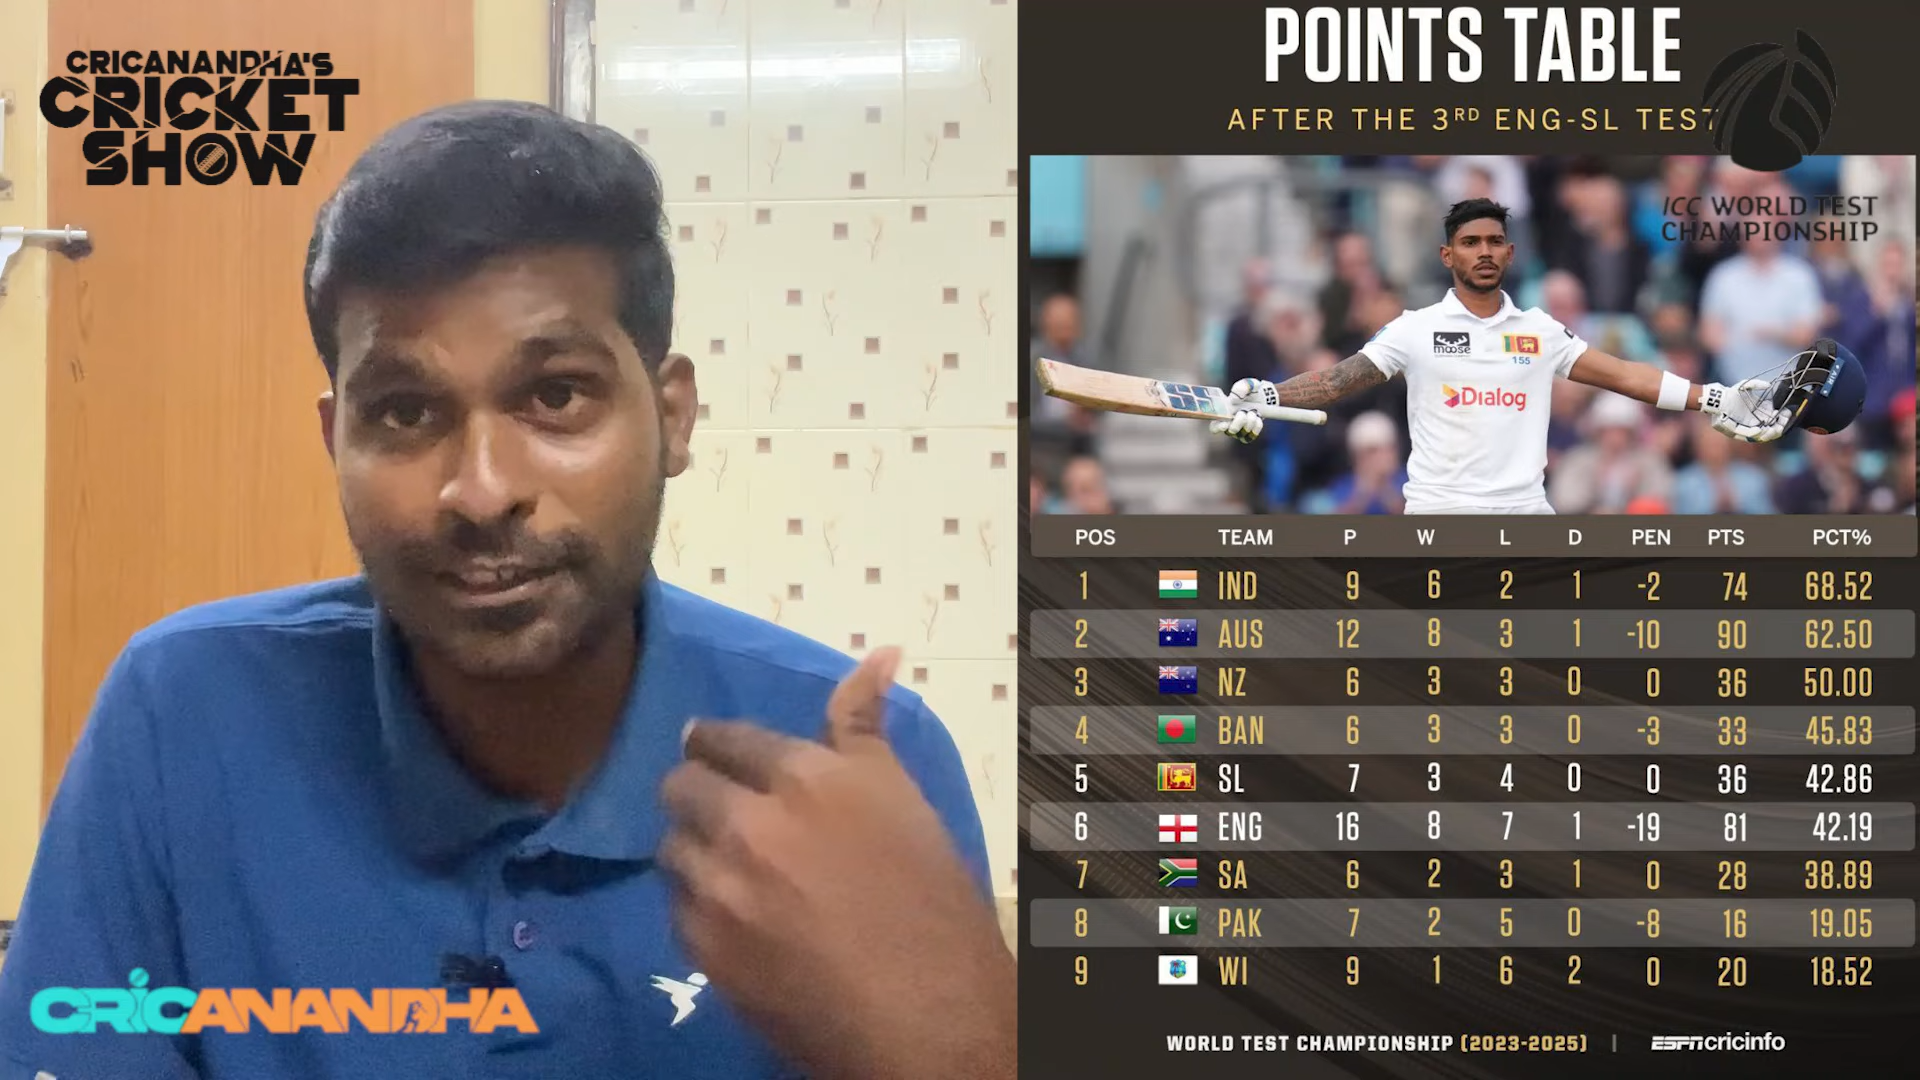 CRICANANDHA'S
CRICKET
SHOW
CRICANANDHA
POINTS TABLE
AFTER THE 3RD ENG-SL TEST
ICC WORLD TEST
CHAMPIONSHIP
moose
155
Dialog
SS
SS
SS
POS TEAM P W L D PEN PTS PCT%
1 IND 9 6 2 1 -2 74 68.52
2 AUS 12 8 3 1 -10 90 62.50
3 NZ 6 3 3 0 0 36 50.00
4 BAN 6 3 3 0 -3 33 45.83
5 SL 7 3 4 0 0 36 42.86
6 ENG 16 8 7 1 -19 81 42.19
7 SA 6 2 3 1 0 28 38.89
8 PAK 7 2 5 0 -8 16 19.05
9 WI 9 1 6 2 0 20 18.52
WORLD TEST CHAMPIONSHIP (2023-2025) | ESPNcricinfo